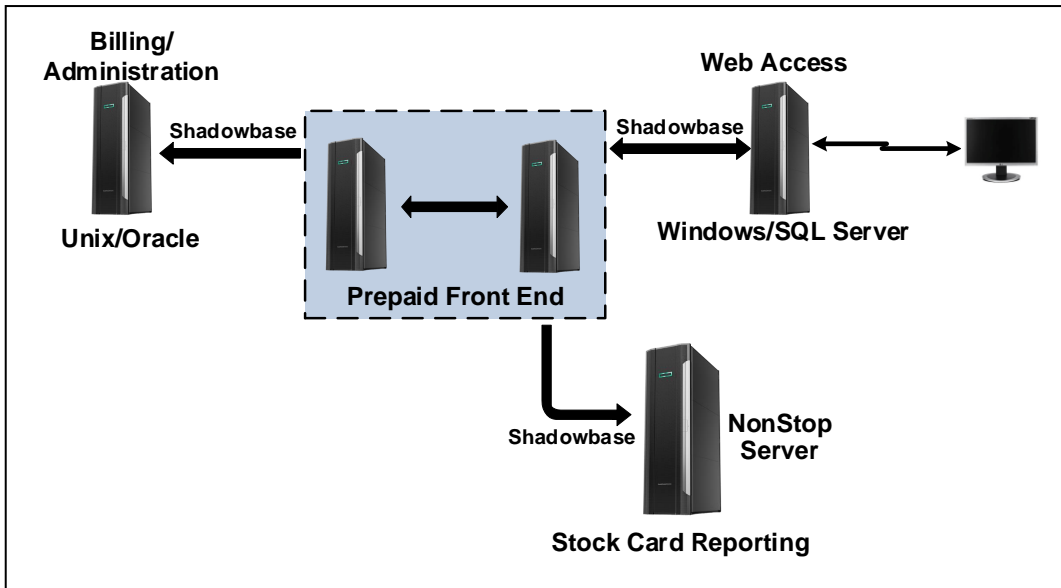 Billing/
Administration
Shadowbase
Unix/Oracle
Prepaid Front End
Web Access
Shadowbase
Windows/SQL Server
Shadowbase
NonStop
Server
Stock Card Reporting